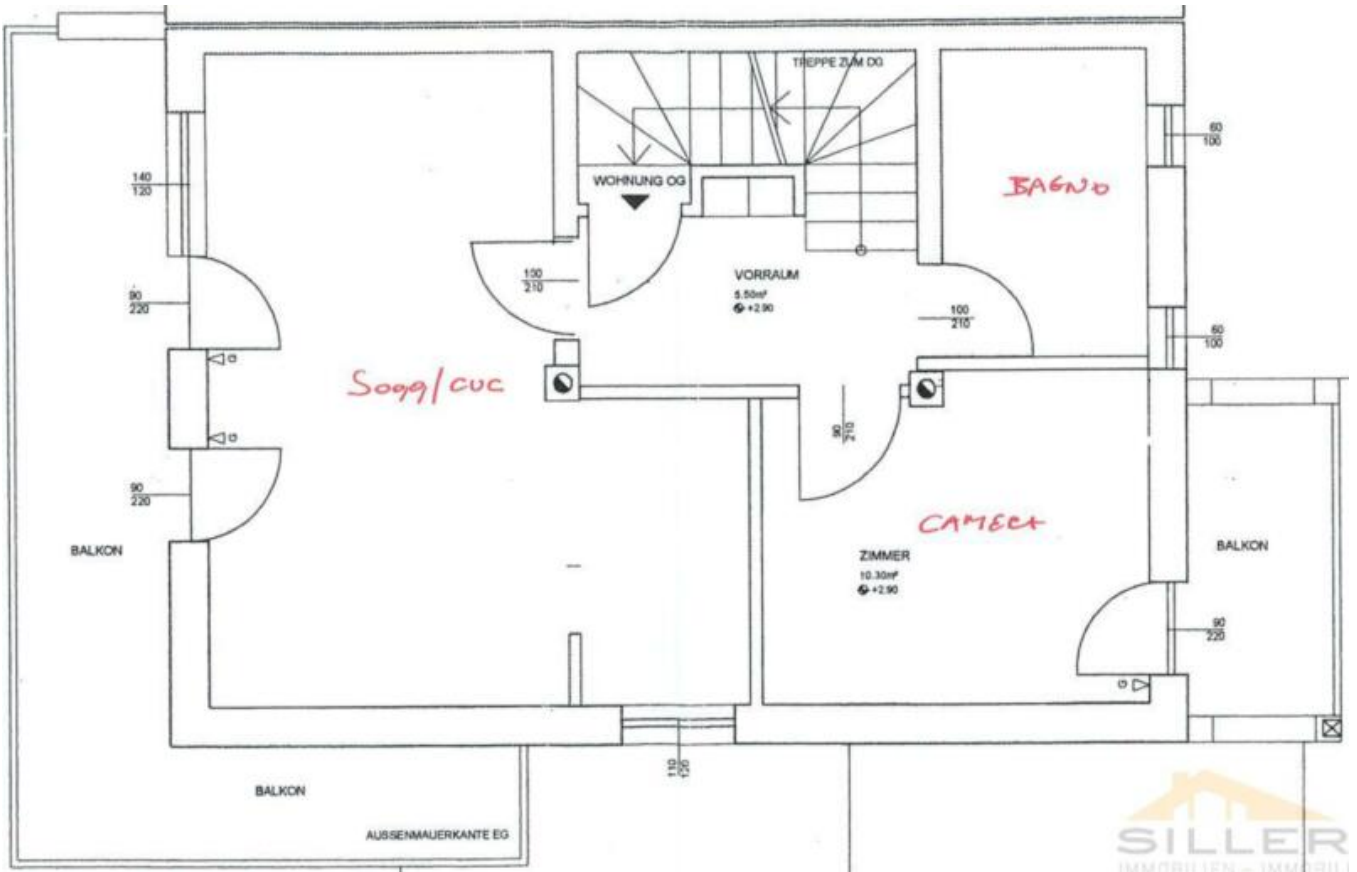 TREPPE ZUM DG
60
100
BAGNO
WOHNUNG OG
140
120
VORRAUM
5.50m²
+2.90
100
210
90
220
100
210
60
100
G
Sogg/cuc
G
90
210
90
220
CAMERA
BALKON
ZIMMER
10.30m²
+2.90
BALKON
90
220
G
110
120
BALKON
AUSSENMAUERKANTE EG
SILLER
IMMOBILIEN - IMMOBILI